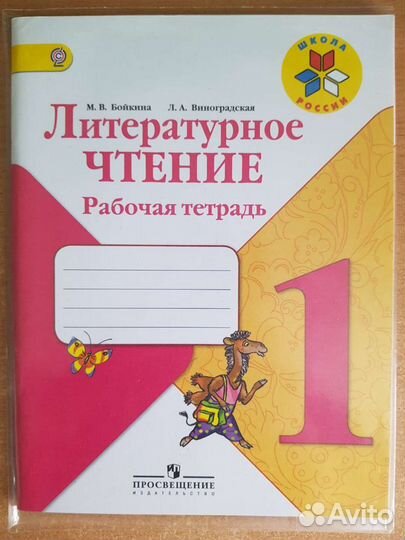 ШКОЛА
РОССИИ
М. В. Бойкина Л. А. Виноградская
Литературное
ЧТЕНИЕ
Рабочая тетрадь
1
ПРОСВЕЩЕНИЕ
ИЗДАТЕЛЬСТВО
Avito